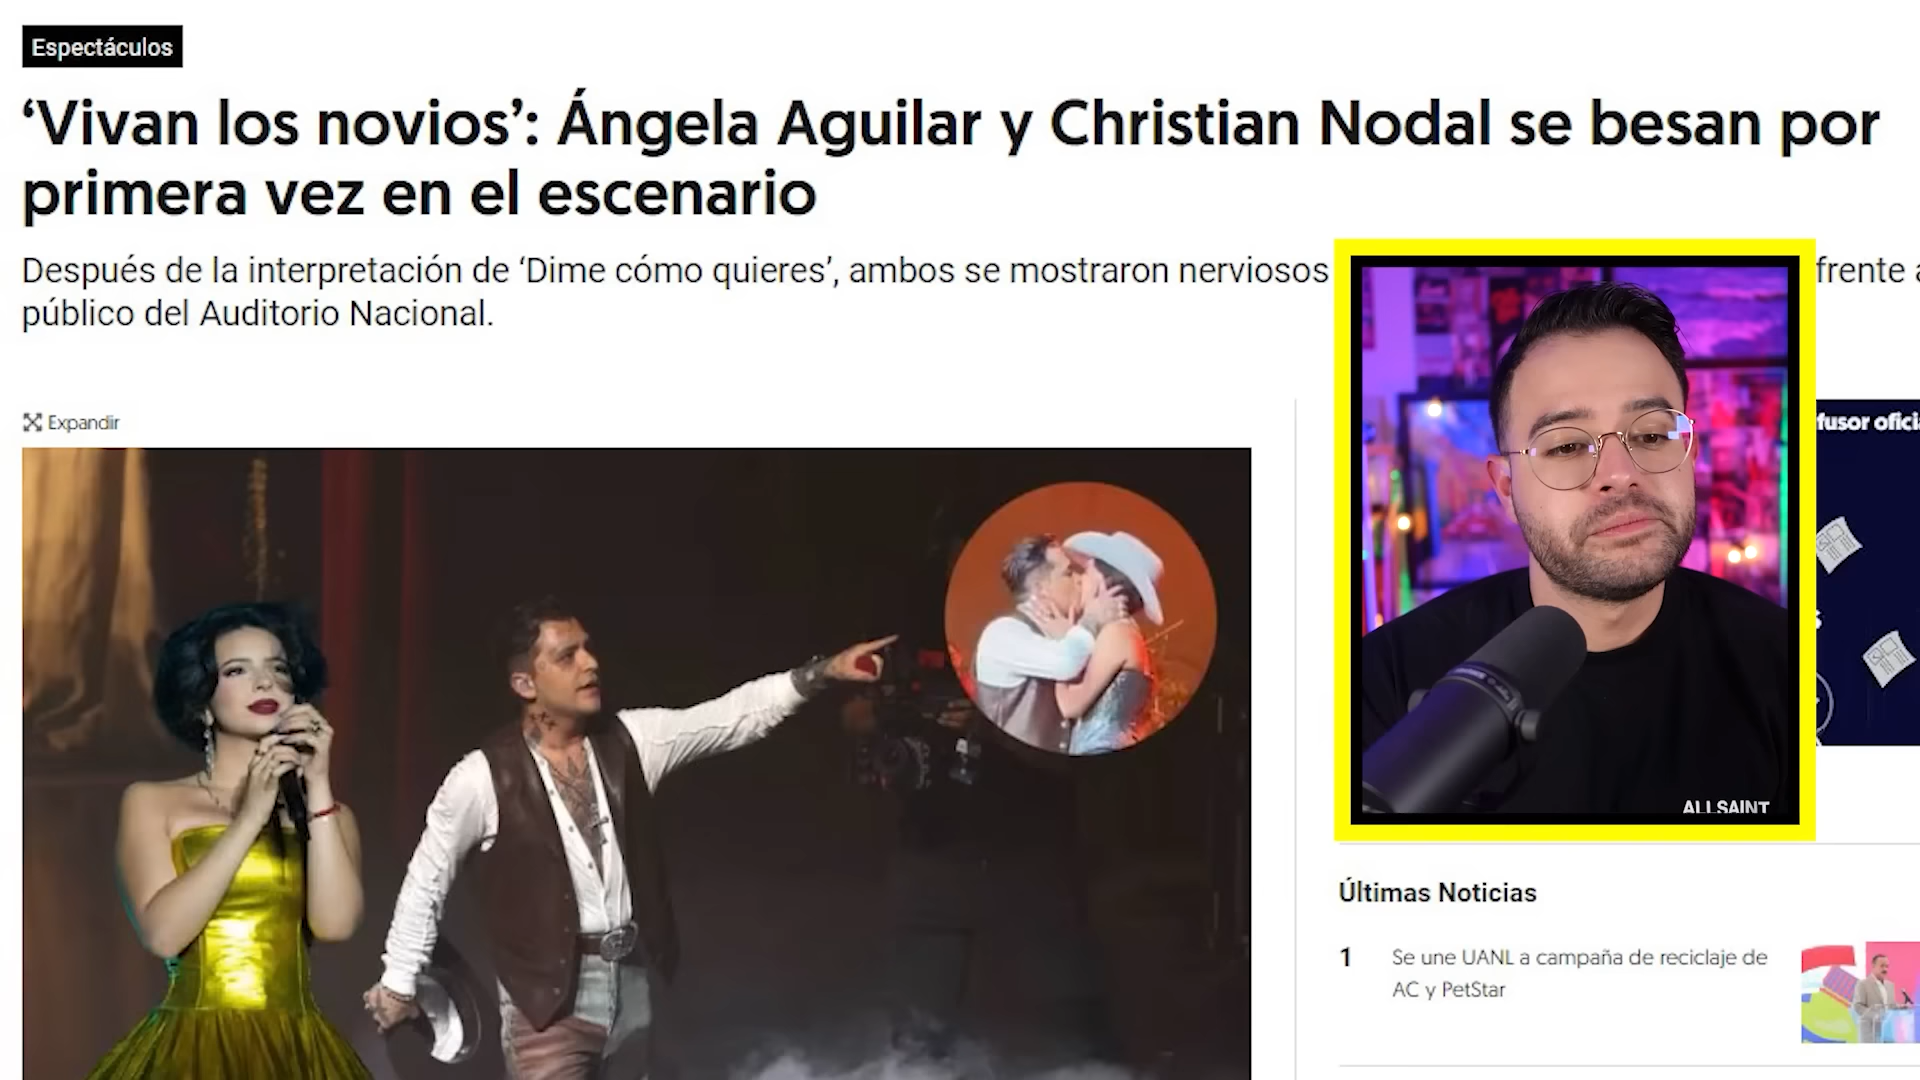 Espectáculos
‘Vivan los novios’: Ángela Aguilar y Christian Nodal se besan por
primera vez en el escenario
Después de la interpretación de ‘Dime cómo quieres’, ambos se mostraron nerviosos frente
público del Auditorio Nacional.
Expandir
fusor ofici
ALLSAINT
Últimas Noticias
1 Se une UANL a campaña de reciclaje de
AC y PetStar